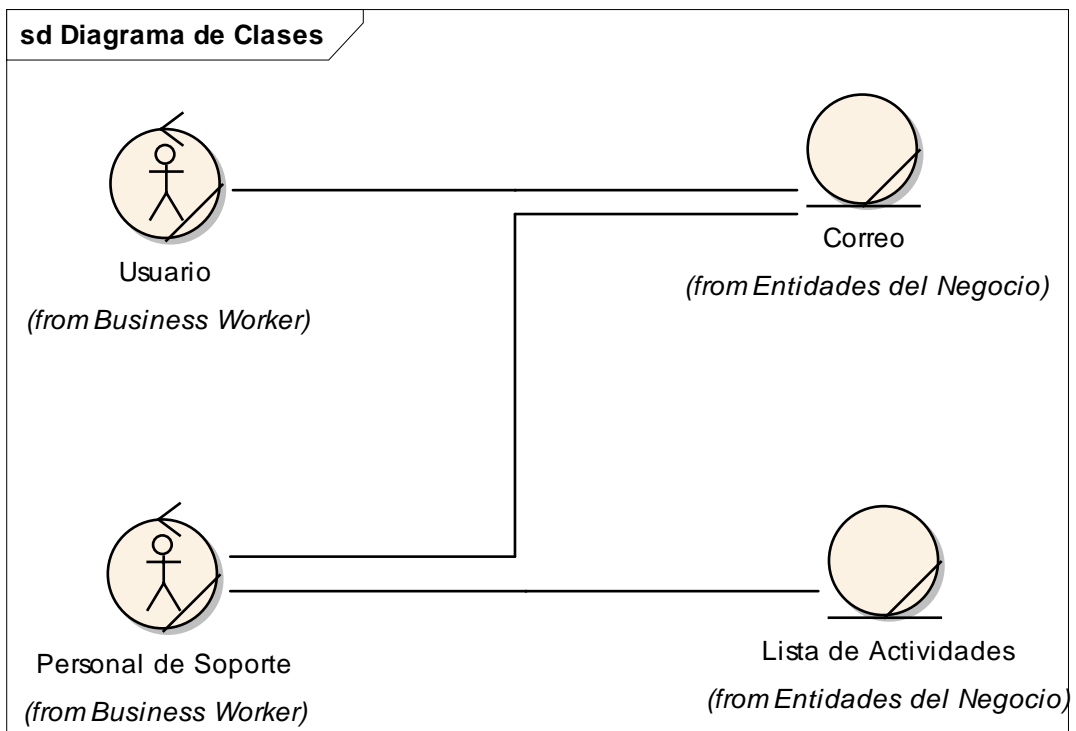 sd Diagrama de Clases
Usuario
(from Business Worker)
Correo
(from Entidades del Negocio)
Personal de Soporte
(from Business Worker)
Lista de Actividades
(from Entidades del Negocio)